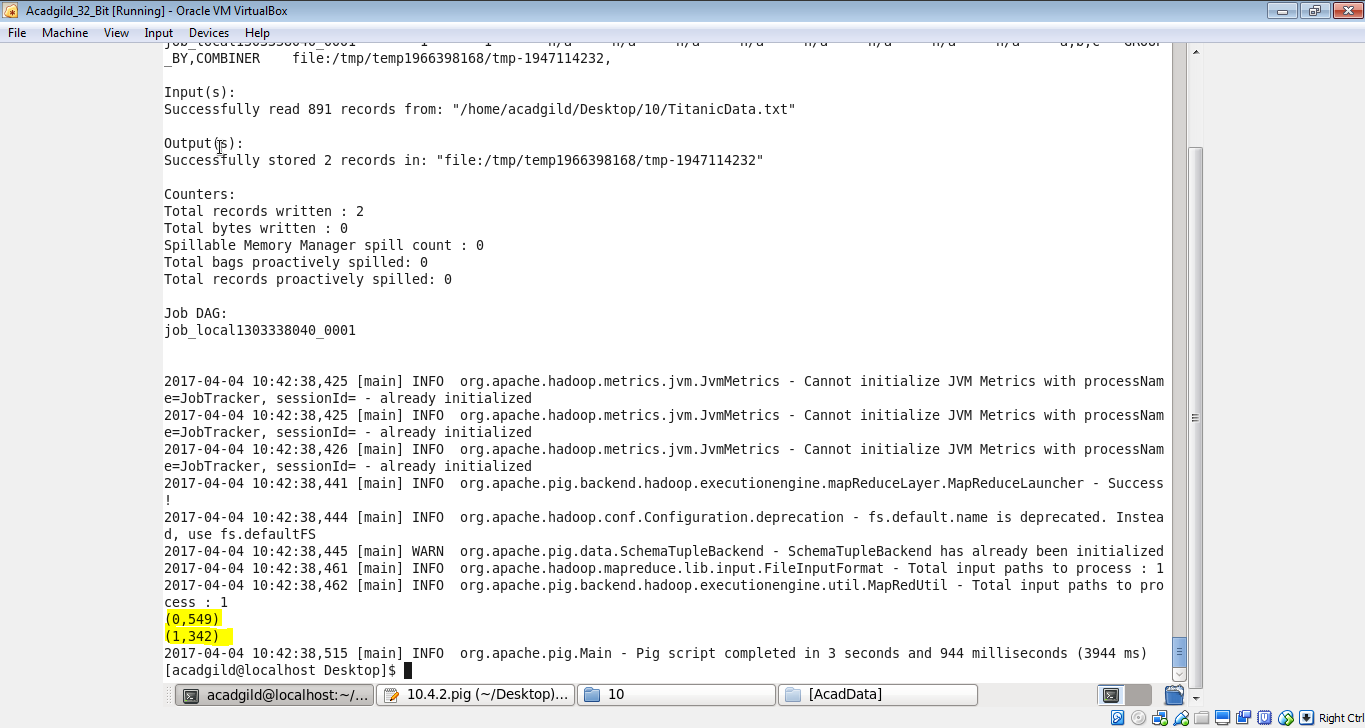 Acadgild_32_Bit [Running] - Oracle VM VirtualBox
File Machine View Input Devices Help
_BY,COMBINER file:/tmp/temp1966398168/tmp-1947114232,
Input(s):
Successfully read 891 records from: "/home/acadgild/Desktop/10/TitanicData.txt"
Output(s):
Successfully stored 2 records in: "file:/tmp/temp1966398168/tmp-1947114232"
Counters:
Total records written : 2
Total bytes written : 0
Spillable Memory Manager spill count : 0
Total bags proactively spilled: 0
Total records proactively spilled: 0
Job DAG:
job_local1303338040_0001
2017-04-04 10:42:38,425 [main] INFO org.apache.hadoop.metrics.jvm.JvmMetrics - Cannot initialize JVM Metrics with processNam
e=JobTracker, sessionId= - already initialized
2017-04-04 10:42:38,425 [main] INFO org.apache.hadoop.metrics.jvm.JvmMetrics - Cannot initialize JVM Metrics with processNam
e=JobTracker, sessionId= - already initialized
2017-04-04 10:42:38,426 [main] INFO org.apache.hadoop.metrics.jvm.JvmMetrics - Cannot initialize JVM Metrics with processNam
e=JobTracker, sessionId= - already initialized
2017-04-04 10:42:38,441 [main] INFO org.apache.pig.backend.hadoop.executionengine.mapReduceLayer.MapReduceLauncher - Success
!
2017-04-04 10:42:38,444 [main] INFO org.apache.hadoop.conf.Configuration.deprecation - fs.default.name is deprecated. Instea
d, use fs.defaultFS
2017-04-04 10:42:38,445 [main] WARN org.apache.pig.data.SchemaTupleBackend - SchemaTupleBackend has already been initialized
2017-04-04 10:42:38,461 [main] INFO org.apache.hadoop.mapreduce.lib.input.FileInputFormat - Total input paths to process : 1
2017-04-04 10:42:38,462 [main] INFO org.apache.pig.backend.hadoop.executionengine.util.MapRedUtil - Total input paths to pro
cess : 1
(0,549)
(1,342)
2017-04-04 10:42:38,515 [main] INFO org.apache.pig.Main - Pig script completed in 3 seconds and 944 milliseconds (3944 ms)
[acadgild@localhost Desktop]$
acadgild@localhost:~/... 10.4.2.pig (~/Desktop)... 10 [AcadData]
Right Ctrl